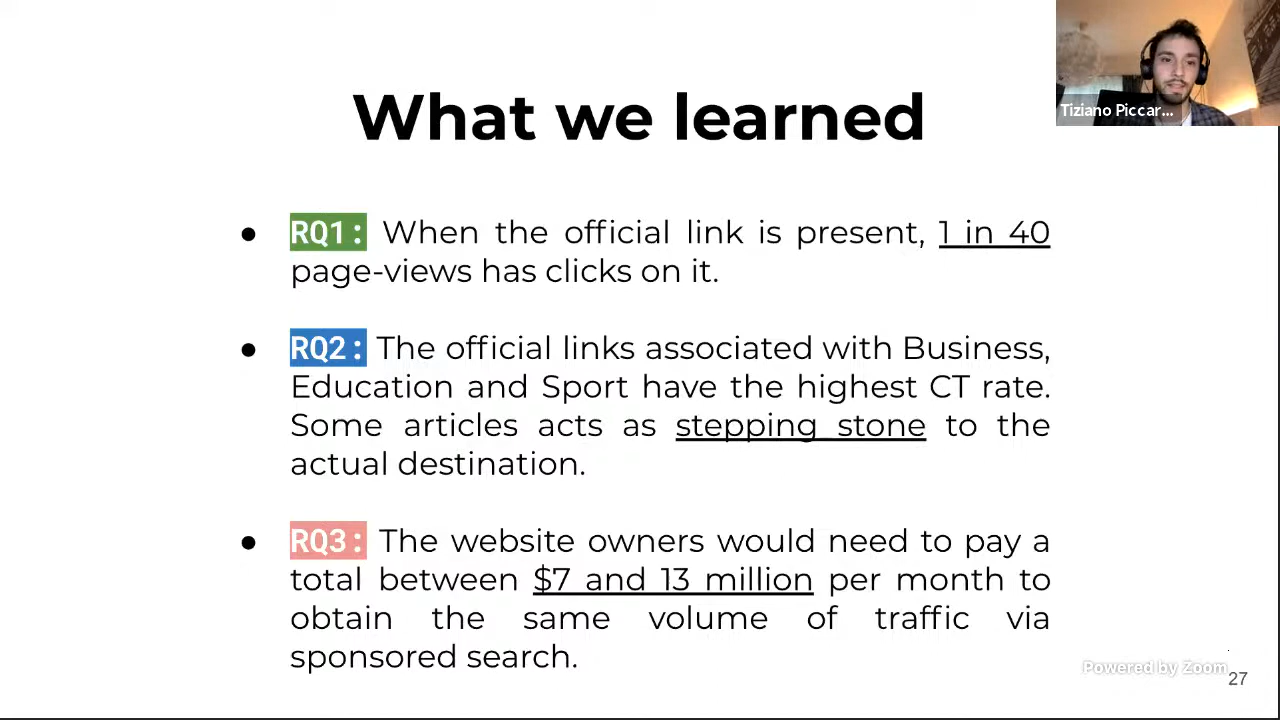 Tiziano Piccar...
What we learned
● RQ1: When the official link is present, 1 in 40
page-views has clicks on it.
● RQ2: The official links associated with Business,
Education and Sport have the highest CT rate.
Some articles acts as stepping stone to the
actual destination.
● RQ3: The website owners would need to pay a
total between $7 and 13 million per month to
obtain the same volume of traffic via
sponsored search.
Powered by Zoom
27